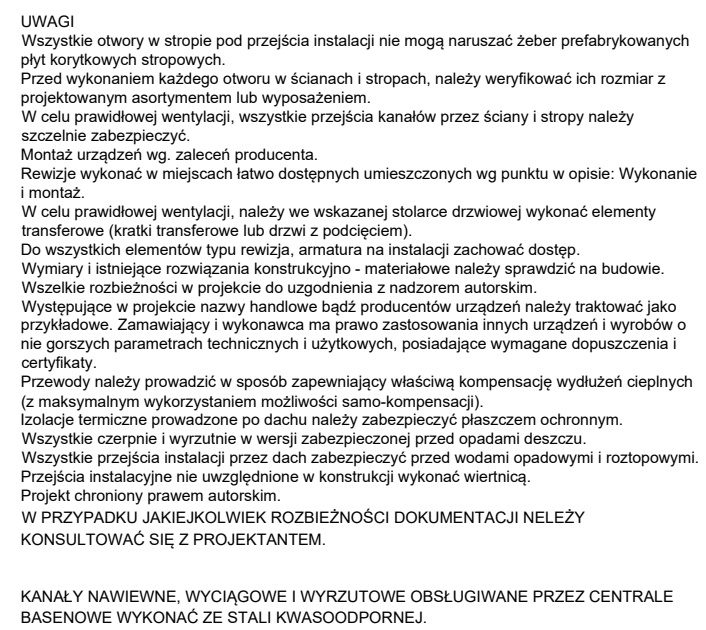 UWAGI
Wszystkie otwory w stropie pod przejścia instalacji nie mogą naruszać żeber prefabrykowanych
płyt korytkowych stropowych.
Przed wykonaniem każdego otworu w ścianach i stropach, należy weryfikować ich rozmiar z
projektowanym asortymentem lub wyposażeniem.
W celu prawidłowej wentylacji, wszystkie przejścia kanałów przez ściany i stropy należy
szczelnie zabezpieczyć.
Montaż urządzeń wg. zaleceń producenta.
Rewizje wykonać w miejscach łatwo dostępnych umieszczonych wg punktu w opisie: Wykonanie
i montaż.
W celu prawidłowej wentylacji, należy we wskazanej stolarce drzwiowej wykonać elementy
transferowe (kratki transferowe lub drzwi z podcięciem).
Do wszystkich elementów typu rewizja, armatura na instalacji zachować dostęp.
Wymiary i istniejące rozwiązania konstrukcyjno - materiałowe należy sprawdzić na budowie.
Wszelkie rozbieżności w projekcie do uzgodnienia z nadzorem autorskim.
Występujące w projekcie nazwy handlowe bądź producentów urządzeń należy traktować jako
przykładowe. Zamawiający i wykonawca ma prawo zastosowania innych urządzeń i wyrobów o
nie gorszych parametrach technicznych i użytkowych, posiadające wymagane dopuszczenia i
certyfikaty.
Przewody należy prowadzić w sposób zapewniający właściwą kompensację wydłużeń cieplnych
(z maksymalnym wykorzystaniem możliwości samo-kompensacji).
Izolacje termiczne prowadzone po dachu należy zabezpieczyć płaszczem ochronnym.
Wszystkie czerpnie i wyrzutnie w wersji zabezpieczonej przed opadami deszczu.
Wszystkie przejścia instalacji przez dach zabezpieczyć przed wodami opadowymi i roztopowymi.
Przejścia instalacyjne nie uwzględnione w konstrukcji wykonać wiertnicą.
Projekt chroniony prawem autorskim.
W PRZYPADKU JAKIEJKOLWIEK ROZBIEŻNOŚCI DOKUMENTACJI NELEŻY
KONSULTOWAĆ SIĘ Z PROJEKTANTEM.
KANAŁY NAWIEWNE, WYCIĄGOWE I WYRZUTOWE OBSŁUGIWANE PRZEZ CENTRALE
BASENOWE WYKONAĆ ZE STALI KWASOODPORNEJ.